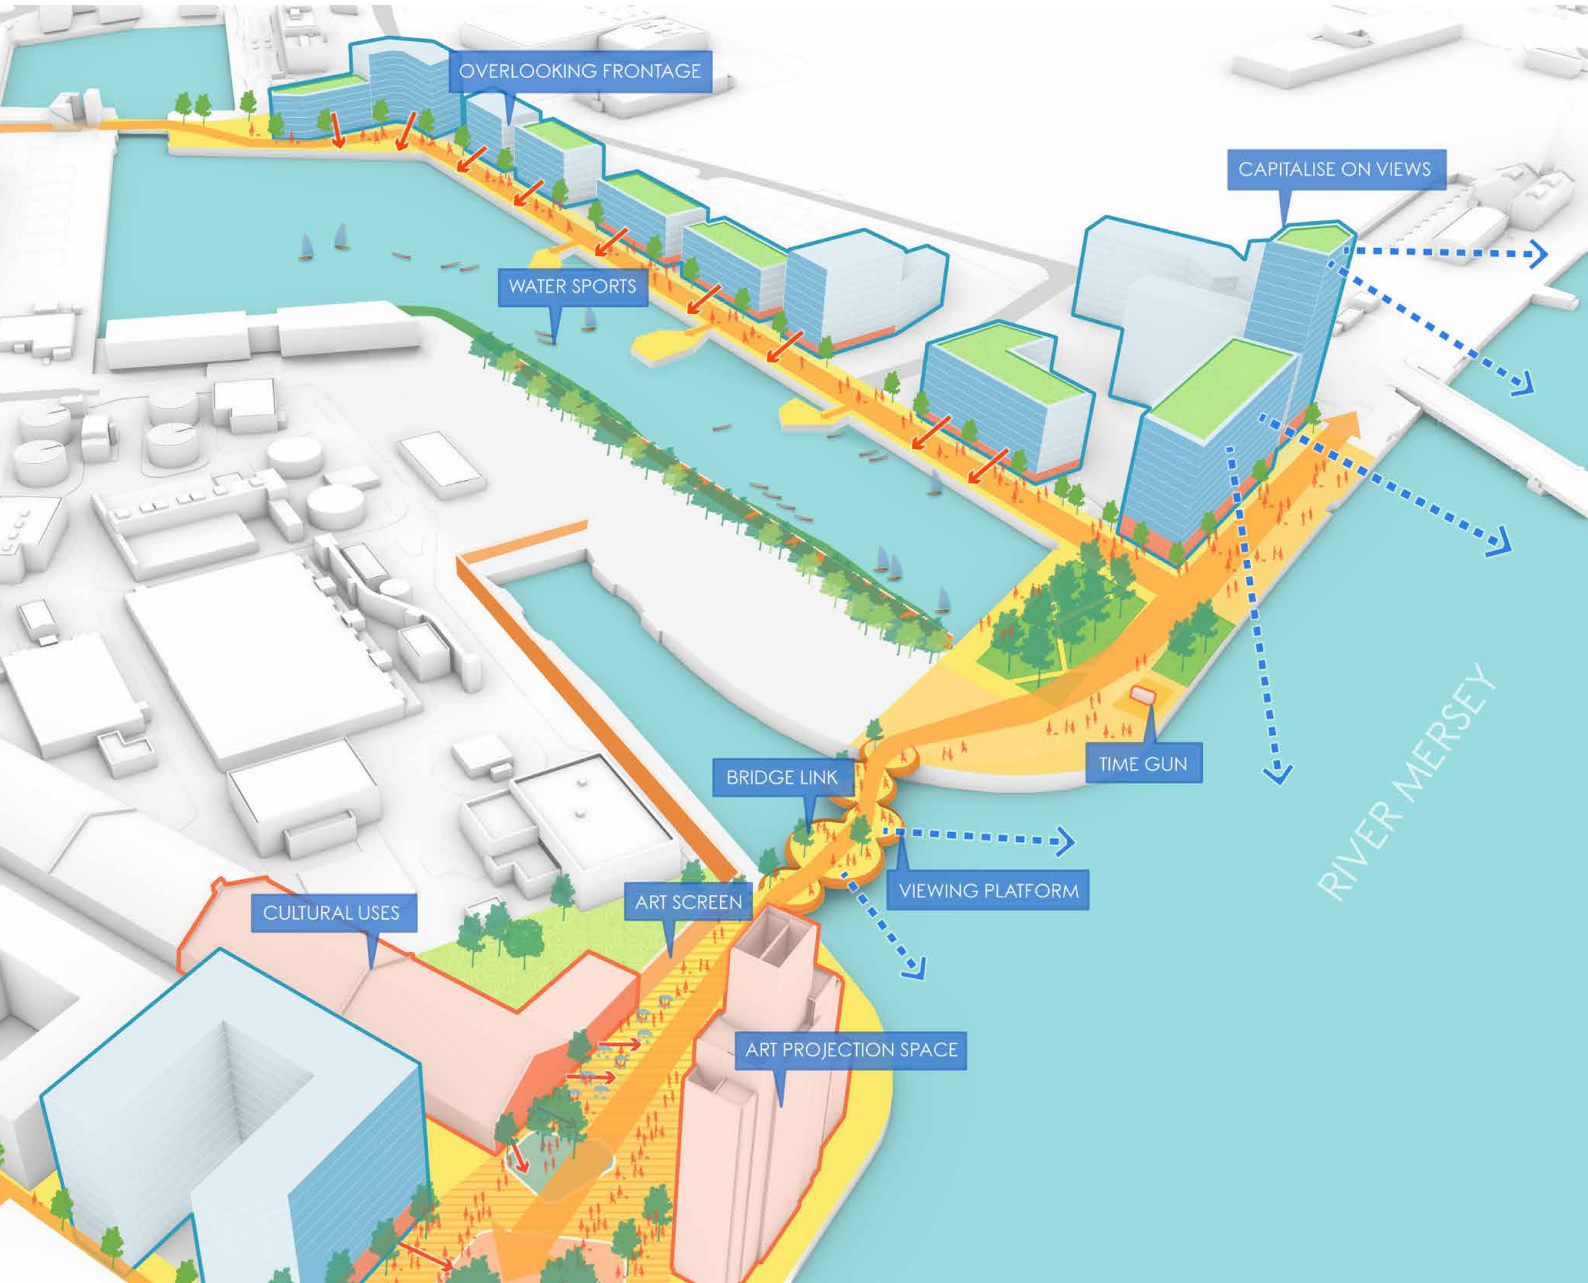 OVERLOOKING FRONTAGE
CAPITALISE ON VIEWS
WATER SPORTS
TIME GUN
BRIDGE LINK
RIVER MERSEY
VIEWING PLATFORM
ART SCREEN
CULTURAL USES
ART PROJECTION SPACE